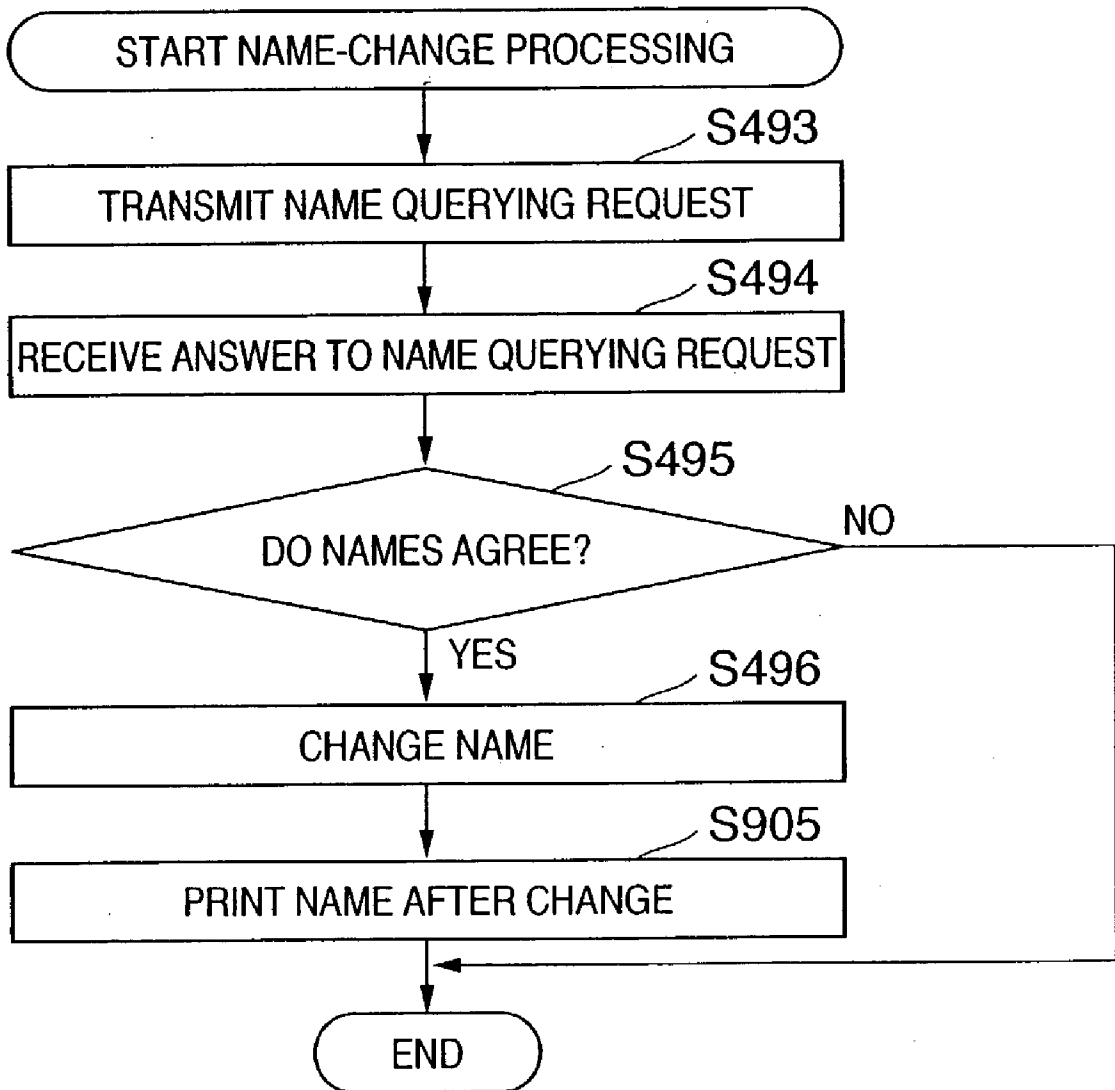 START NAME-CHANGE PROCESSING
S493
TRANSMIT NAME QUERYING REQUEST
S494
RECEIVE ANSWER TO NAME QUERYING REQUEST
S495
DO NAMES AGREE?
NO
YES
S496
CHANGE NAME
S905
PRINT NAME AFTER CHANGE
END